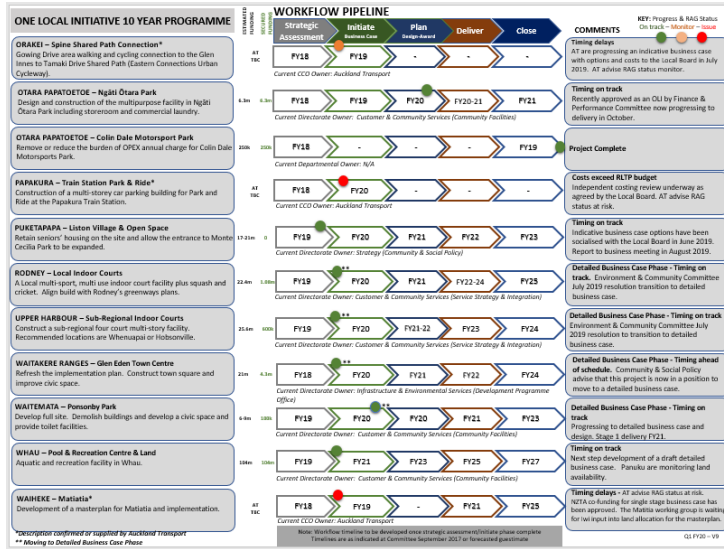 ONE LOCAL INITIATIVE 10 YEAR PROGRAMME
ESTIMATED FUNDING
SECURED FUNDING
WORKFLOW PIPELINE
Strategic Assessment
Initiate
Business Case
Plan
Design-Award
Deliver
Close
COMMENTS
KEY: Progress & RAG Status
On track – Monitor – Issue
ORAKEI – Spine Shared Path Connection*
Gowing Drive area walking and cycling connection to the Glen
Innes to Tamaki Drive Shared Path (Eastern Connections Urban
Cycleway).
AT
TBC
FY18
FY19
-
-
-
Current CCO Owner: Auckland Transport
Timing delays
AT are progressing an indicative business case
with options and costs to the Local Board in July
2019. AT advise RAG status monitor.
OTARA PAPATOETOE – Ngāti Ōtara Park
Design and construction of the multipurpose facility in Ngāti
Ōtara Park including storeroom and commercial laundry.
6.3m
6.3m
FY18
FY19
FY20
FY20-21
FY21
Current Directorate Owner: Customer & Community Services (Community Facilities)
Timing on track
Recently approved as an OLI by Finance &
Performance Committee now progressing to
delivery in October.
OTARA PAPATOETOE – Colin Dale Motorsport Park
Remove or reduce the burden of OPEX annual charge for Colin Dale
Motorsports Park.
250k
250k
FY18
-
-
-
FY19
Current Departmental Owner: N/A
Project Complete
PAPAKURA – Train Station Park & Ride*
Construction of a multi-storey car parking building for Park and
Ride at the Papakura Train Station.
AT
TBC
FY18
FY20
-
-
-
Current CCO Owner: Auckland Transport
Costs exceed RLTP budget
Independent costing review underway as
agreed by the Local Board. AT advise RAG
status at risk.
PUKETAPAPA – Liston Village & Open Space
Retain seniors' housing on the site and allow the entrance to Monte
Cecilia Park to be expanded.
17-21m
0
FY19
FY20
FY21
FY22
FY23
Current Directorate Owner: Strategy (Community & Social Policy)
Timing on track
Indicative business case options have been
socialised with the Local Board in June 2019.
Report to business meeting in August 2019.
RODNEY – Local Indoor Courts
A Local multi-sport, multi use indoor court facility plus squash and
cricket. Align build with Rodney's greenways plans.
22.4m
**
FY19
FY20
FY21
FY22-24
FY25
Current Directorate Owner: Customer & Community Services (Service Strategy & Integration)
Detailed Business Case Phase - Timing on
track. Environment & Community Committee
July 2019 resolution transition to detailed
business case.
UPPER HARBOUR – Sub-Regional Indoor Courts
Construct a sub-regional four court multi-story facility.
Recommended locations are Whenuapai or Hobsonville.
25.6m
600k
**
FY19
FY20
FY21-22
FY23
FY24
Current Directorate Owner: Customer & Community Services (Service Strategy & Integration)
Detailed Business Case Phase - Timing on track
Environment & Community Committee July
2019 resolution to transition to detailed
business case.
WAITAKERE RANGES – Glen Eden Town Centre
Refresh the implementation plan. Construct town square and
improve civic space.
21m
4.3m
**
FY19
FY20
FY21
FY22
FY24
Current Directorate Owner: Infrastructure & Environmental Services (Development Programme
Office)
Detailed Business Case Phase - Timing ahead
of schedule. Community & Social Policy
advise that this project is now in a position to
move to a detailed business case.
WAITEMATA – Ponsonby Park
Develop full site. Demolish buildings and develop a civic space and
provide toilet facilities.
**
FY19
FY20
FY20
FY21
FY23
Current Directorate Owner: Customer & Community Services (Community Facilities)
Detailed Business Case Phase - Timing on
track
Progressing to detailed business case and
design. Stage 1 delivery FY21.
WHAU – Pool & Recreation Centre & Land
Aquatic and recreation facility in Whau.
FY19
FY21
FY23
FY25
FY27
Current Directorate Owner: Customer & Community Services (Community Facilities)
Timing on track
Next step development of a draft detailed
business case. Panuku are monitoring land
availability.
WAIHEKE – Matiatia*
Development of a masterplan for Matiatia to implementation.
AT
TBC
FY18
FY19
FY20
FY21
FY25
Current CCO Owner: Auckland Transport
Timing delays - AT advise RAG status at risk.
NZTA co-funding for single stage business case has
been approved. The Matitia working group is waiting
for iwi input into land allocation for the masterplan.
*Description confirmed or supplied by Auckland Transport
** Moving to Detailed Business Case Phase
Note: Workflow timeline to be developed once strategic assessment/initiate phase complete
Timelines are as indicated at Committee September 2017 or forecasted guestimate
Q1 FY20 – V9